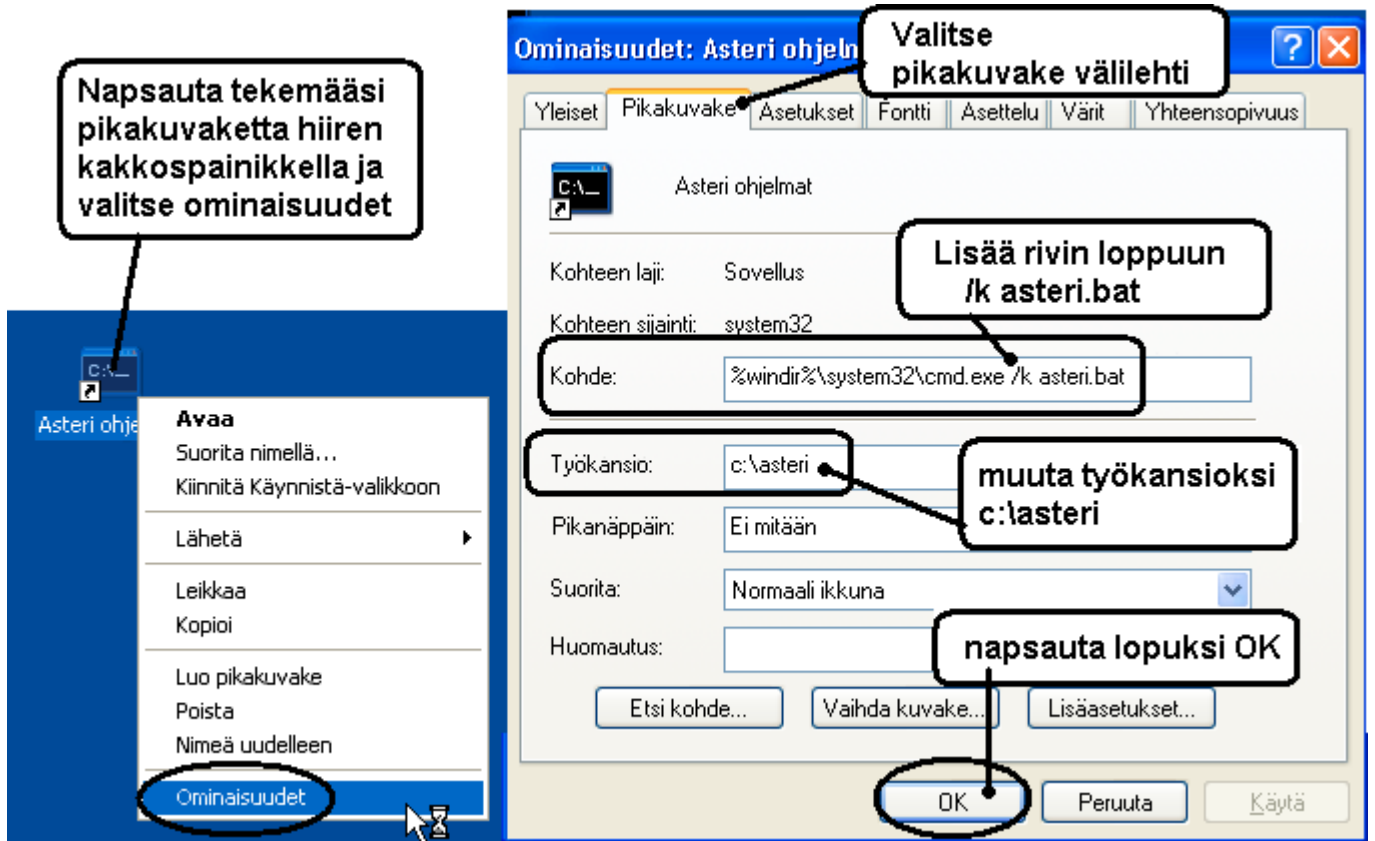 Napsauta tekemääsi
pikakuvaketta hiiren
kakkospainikkella ja
valitse ominaisuudet
C:\_
Asteri ohje
Avaa
Suorita nimellä...
Kiinnitä Käynnistä-valikkoon
Lähetä
Leikkaa
Kopioi
Luo pikakuvake
Poista
Nimeä uudelleen
Ominaisuudet
Ominaisuudet: Asteri ohjelm
Valitse
pikakuvake välilehti
Yleiset Pikakuvake Asetukset Fontti Asettelu Värit Yhteensopivuus
C:\_
Asteri ohjelmat
Lisää rivin loppuun
/k asteri.bat
Kohteen laji: Sovellus
Kohteen sijainti: system32
Kohde: %windir%\system32\cmd.exe /k asteri.bat
Työkansio: c:\asteri
muuta työkansioksi
c:\asteri
Pikanäppäin: Ei mitään
Suorita: Normaali ikkuna
Huomautus:
napsauta lopuksi OK
Etsi kohde... Vaihda kuvake... Lisäasetukset...
OK Peruuta Käytä